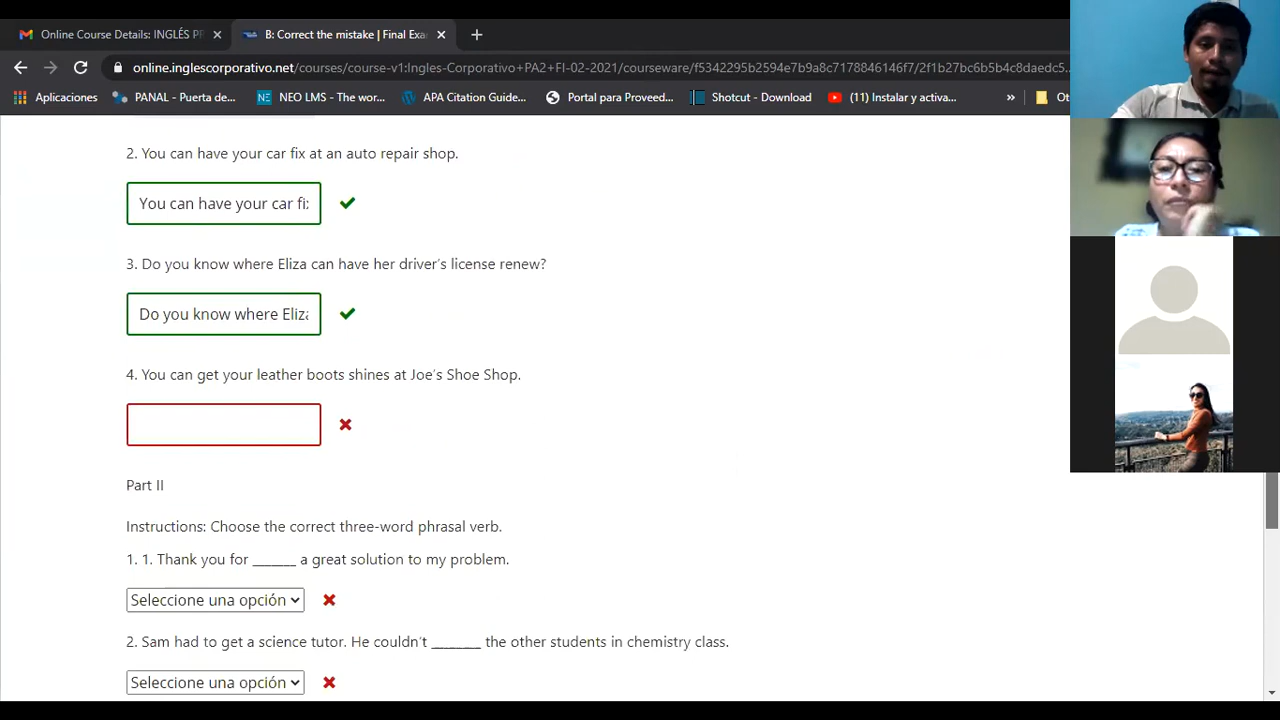 Online Course Details: INGLÉS PR
B: Correct the mistake | Final Exa
online.inglescorporativo.net/courses/course-v1:Ingles-Corporativo+PA2+FI-02-2021/courseware/f5342295b2594e7b9a8c7178846146f7/2f1b27bc6b5b4c8daedc5...
Aplicaciones
PANAL - Puerta de...
NEO LMS - The wor...
APA Citation Guide...
Portal para Proveed...
Shotcut - Download
(11) Instalar y activa...
»
Ot
2. You can have your car fix at an auto repair shop.
You can have your car fi
3. Do you know where Eliza can have her driver's license renew?
Do you know where Eliza
4. You can get your leather boots shines at Joe's Shoe Shop.
Part II
Instructions: Choose the correct three-word phrasal verb.
1. 1. Thank you for _______ a great solution to my problem.
Seleccione una opción
2. Sam had to get a science tutor. He couldn't ________ the other students in chemistry class.
Seleccione una opción